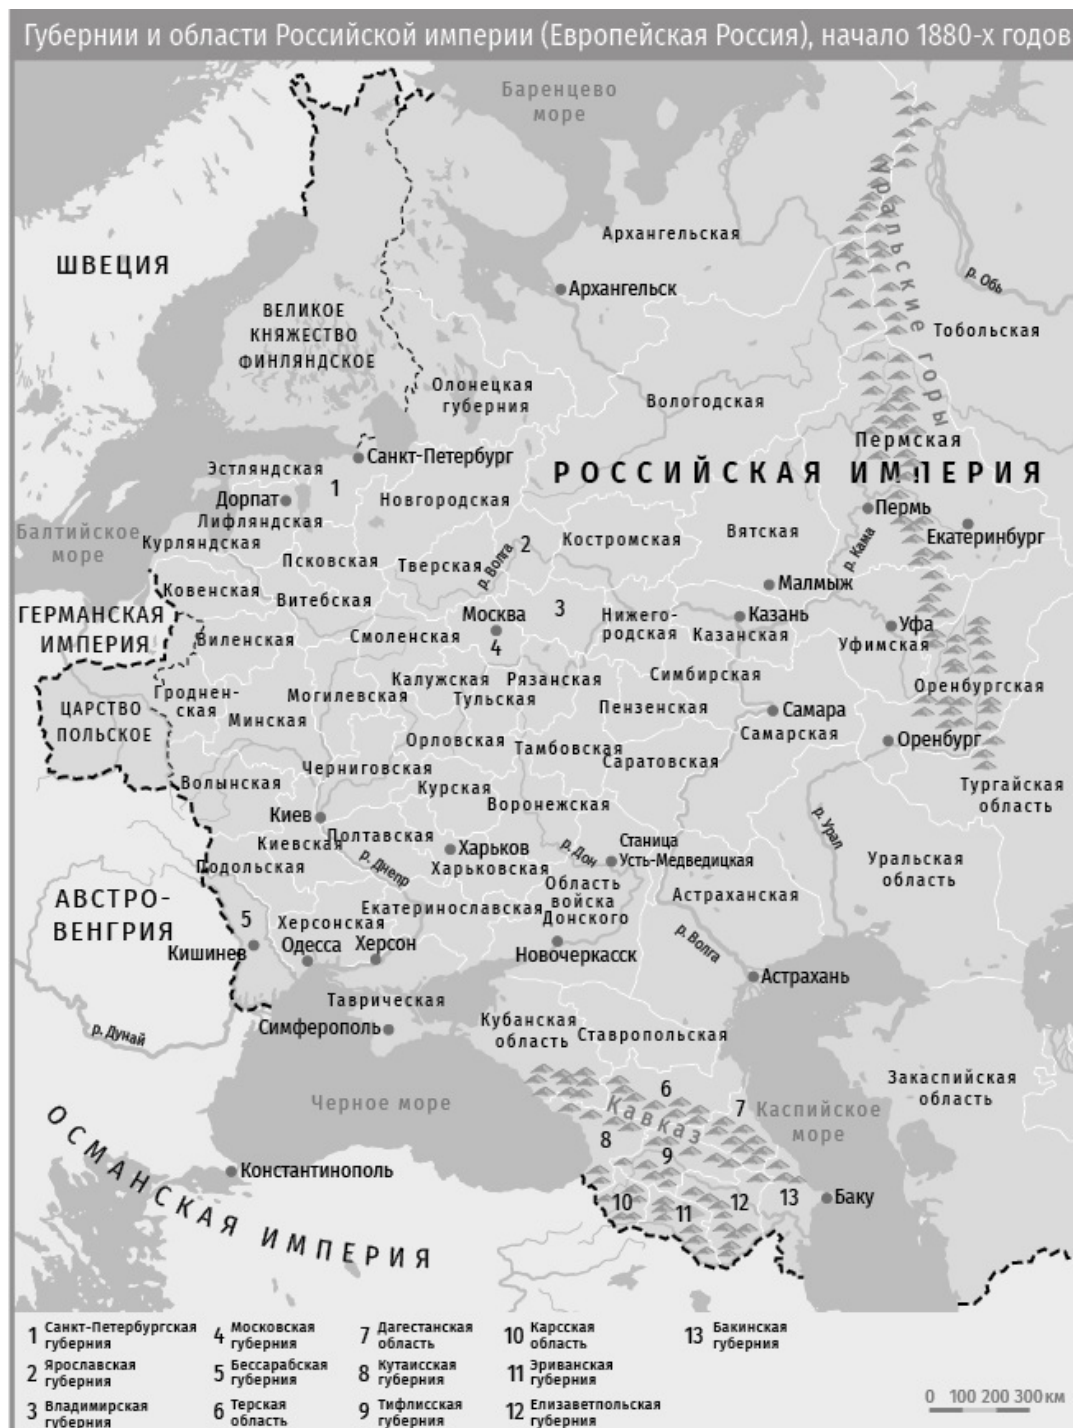 Губернии и области Российской империи (Европейская Россия), начало 1880-х годов
Баренцево
море
Уральские горы
Архангельская
ШВЕЦИЯ
Архангельск
р. Обь
ВЕЛИКОЕ
КНЯЖЕСТВО
ФИНЛЯНДСКОЕ
Тобольская
Олонецкая
губерния
Вологодская
Пермская
Санкт-Петербург
Эстляндская
РОССИЙСКАЯ ИМПЕРИЯ
1
Дорпат
Новгородская
Пермь
Лифляндская
Балтийское
море
Курляндская
2
Костромская
Вятская
Екатеринбург
р. Кама
Псковская
Тверская
р. Волга
Малмыж
Ковенская
Витебская
ГЕРМАНСКАЯ
ИМПЕРИЯ
Москва
3
Нижего-
родская
Казань
Казанская
Уфа
Уфимская
Виленская
Смоленская
4
Калужская
Рязанская
Симбирская
Гроднен-
ская
Могилевская
Тульская
Оренбургская
ЦАРСТВО
ПОЛЬСКОЕ
Минская
Пензенская
Самара
Самарская
Орловская
Тамбовская
Оренбург
Саратовская
Черниговская
Волынская
Курская
Тургайская
область
Воронежская
Киев
р. Урал
Полтавская
Киевская
Харьков
Харьковская
р. Дон
Станица
Усть-Медведицкая
Подольская
р. Днепр
Уральская
область
Область
войска
Донского
Астраханская
АВСТРО-
ВЕНГРИЯ
5
Екатеринославская
Херсонская
Кишинев
Одесса
Херсон
Новочеркасск
р. Волга
Астрахань
Таврическая
р. Дунай
Симферополь
Кубанская
область
Ставропольская
Закаспийская
область
Черное море
6
Кавказ
7
Каспийское
море
8
9
ОСМАНСКАЯ ИМПЕРИЯ
Константинополь
10
11
12
13
Баку
1 Санкт-Петербургская
губерния
2 Ярославская
губерния
3 Владимирская
губерния
4 Московская
губерния
5 Бессарабская
губерния
6 Терская
область
7 Дагестанская
область
8 Кутаисская
губерния
9 Тифлисская
губерния
10 Карсская
область
11 Эриванская
губерния
12 Елизаветпольская
губерния
13 Бакинская
губерния
0 100 200 300 км